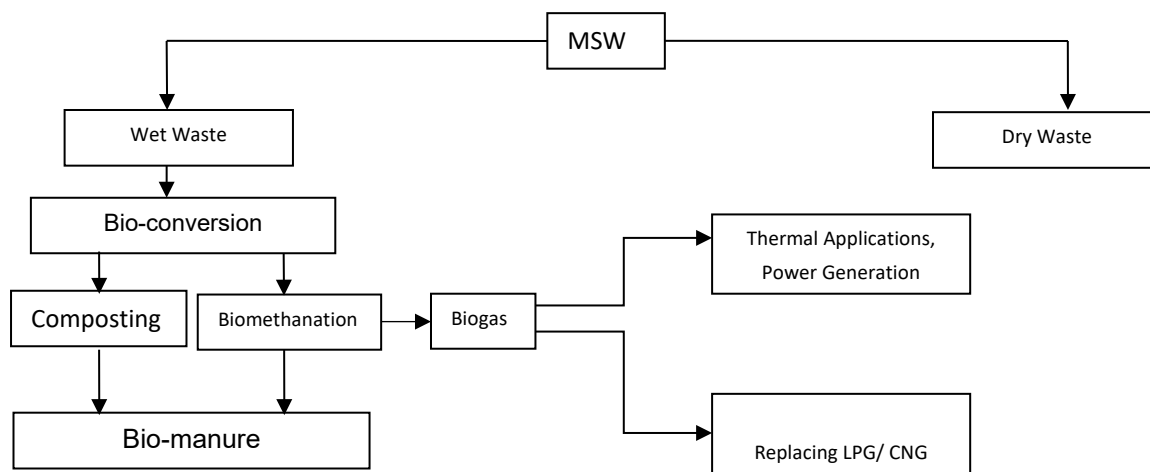 MSW
Wet Waste
Dry Waste
Bio-conversion
Thermal Applications,
Power Generation
Composting
Biomethanation
Biogas
Bio-manure
Replacing LPG/ CNG